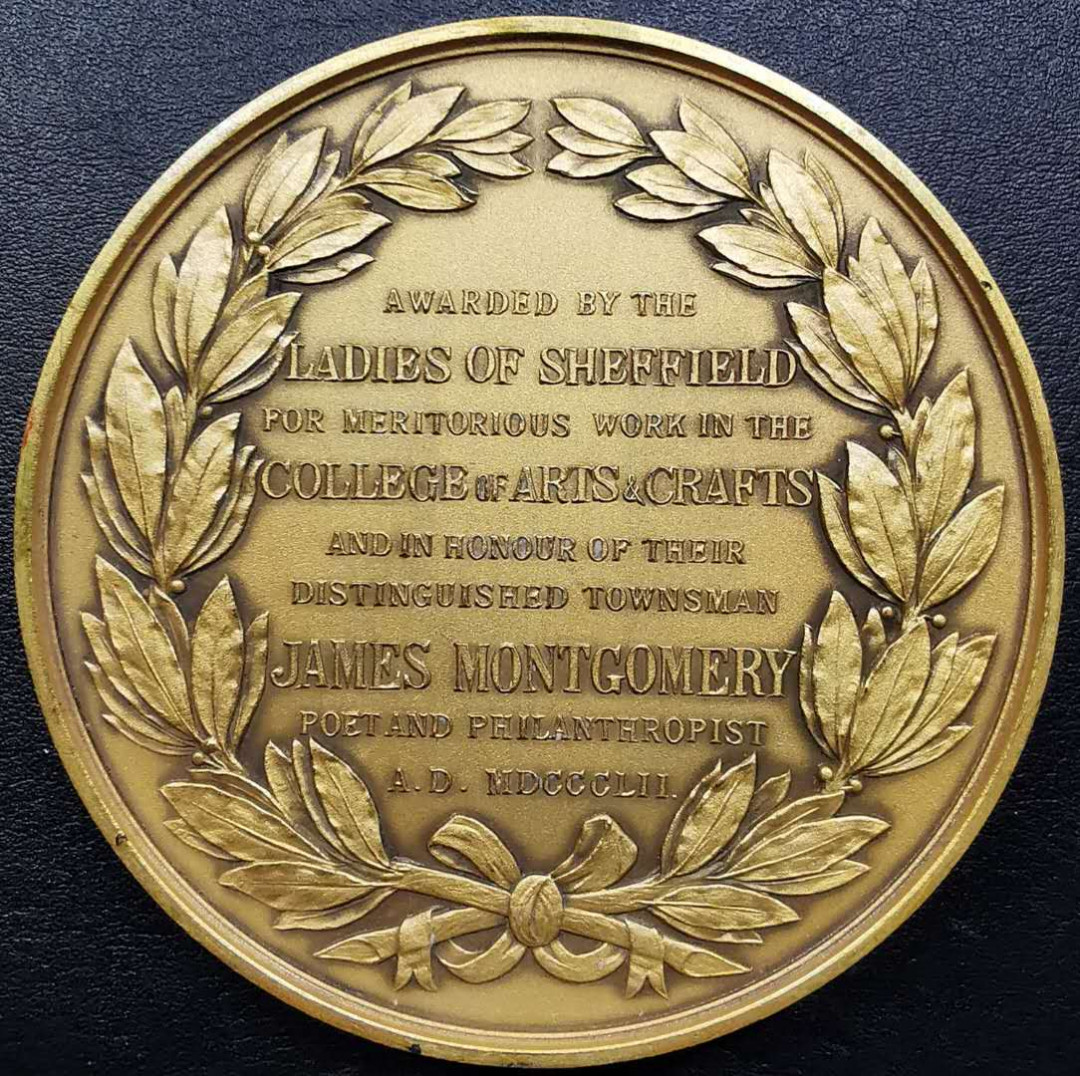 AWARDED BY THE
LADIES OF SHEFFIELD
FOR MERITORIOUS WORK IN THE
COLLEGE OF ARTS & CRAFTS
AND IN HONOUR OF THEIR
DISTINGUISHED TOWNSMAN
JAMES MONTGOMERY
POET AND PHILANTHROPIST
A.D. MDCCCLII.